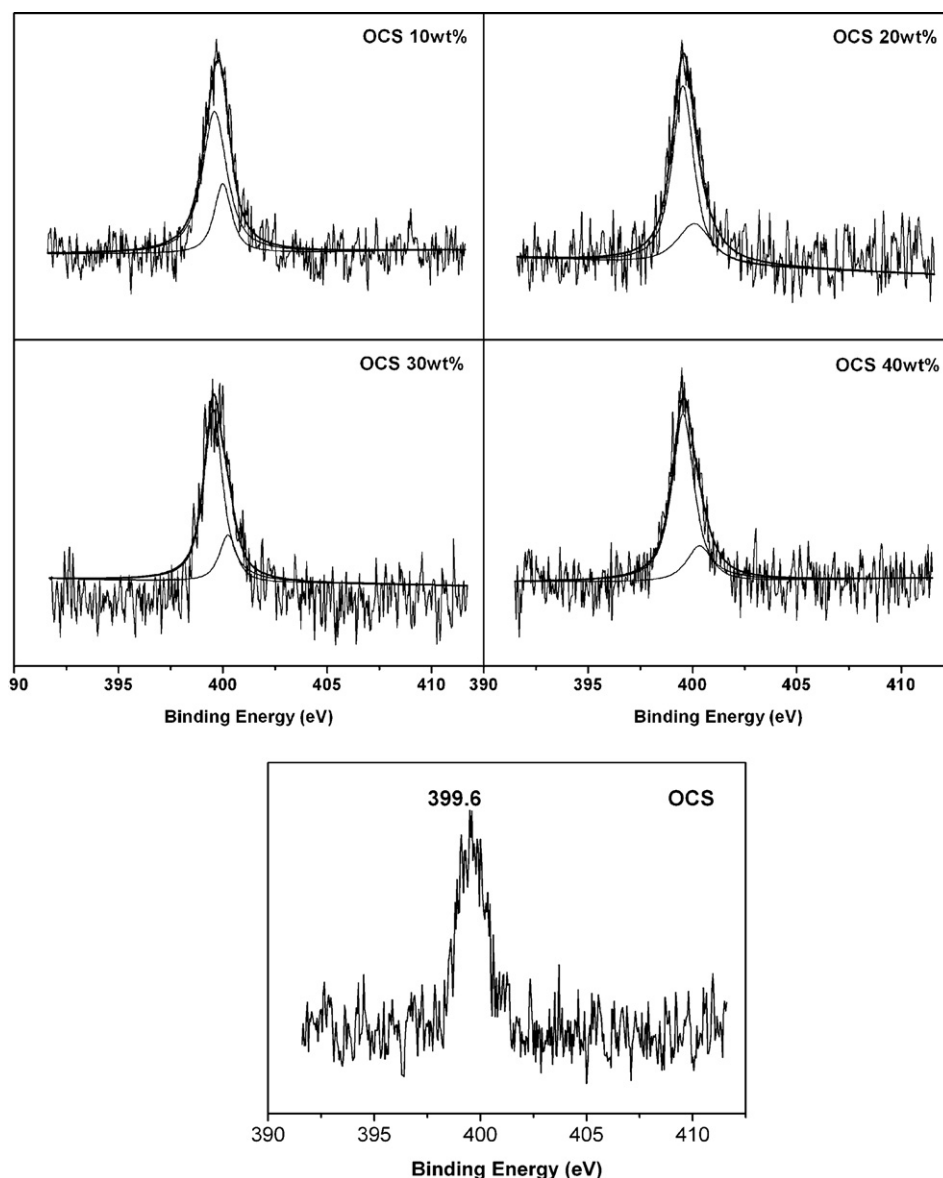 OCS 10wt%
OCS 20wt%
OCS 30wt%
OCS 40wt%
90 395 400 405 410 390 395 400 405 410
Binding Energy (eV) Binding Energy (eV)
399.6 OCS
390 395 400 405 410
Binding Energy (eV)